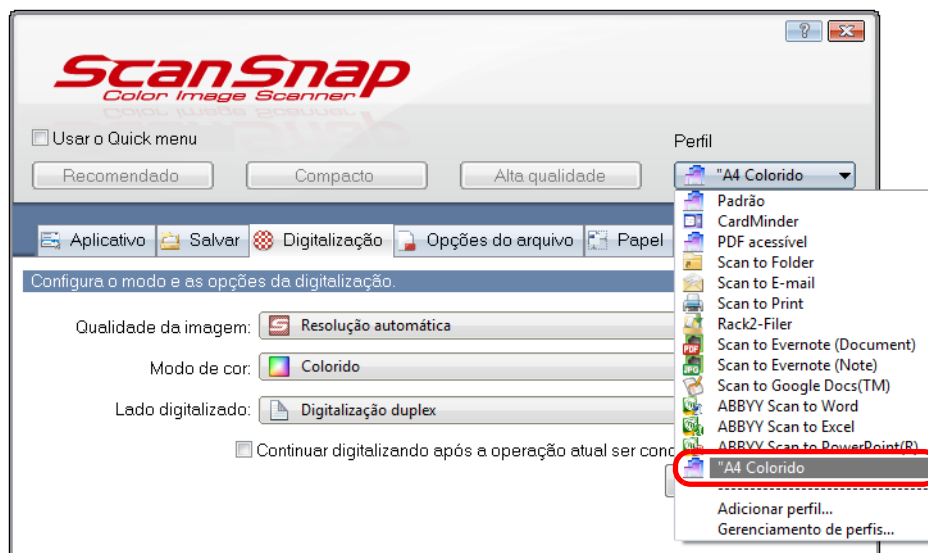 ScanSnap
Color Image Scanner
Usar o Quick menu
Perfil
Recomendado
Compacto
Alta qualidade
"A4 Colorido
Padrão
CardMinder
PDF acessível
Scan to Folder
Scan to E-mail
Scan to Print
Rack2-Filer
Scan to Evernote (Document)
Scan to Evernote (Note)
Scan to Google Docs(TM)
ABBYY Scan to Word
ABBYY Scan to Excel
ABBYY Scan to PowerPoint(R)
"A4 Colorido
Adicionar perfil...
Gerenciamento de perfis...
Aplicativo
Salvar
Digitalização
Opções do arquivo
Papel
Configura o modo e as opções da digitalização.
Qualidade da imagem:
Resolução automática
Modo de cor:
Colorido
Lado digitalizado:
Digitalização duplex
Continuar digitalizando após a operação atual ser conc